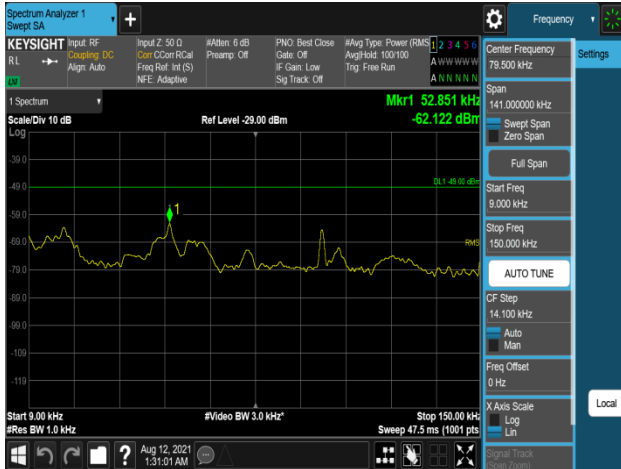 Spectrum Analyzer 1
Swept SA
+
Frequency
KEYSIGHT
RL
Input: RF
Coupling: DC
Align: Auto
Input Z: 50 Ω
Corr CCorr RCal
Freq Ref: Int (S)
NFE: Adaptive
#Atten: 6 dB
Preamp: Off
PNO: Best Close
Gate: Off
IF Gain: Low
Sig Track: Off
#Avg Type: Power (RMS
Avg|Hold: 100/100
Trig: Free Run
1 2 3 4 5 6
A W W W W W
A N N N N N
1 Spectrum
Scale/Div 10 dB
Log
Ref Level -29.00 dBm
Mkr1 52.851 kHz
-62.122 dBm
-39.0
-49.0
-59.0
-69.0
-79.0
-89.0
-99.0
-109
-119
DL1 -49.00 dBm
1
RMS
Start 9.00 kHz
#Res BW 1.0 kHz
#Video BW 3.0 kHz*
Stop 150.00 kHz
Sweep 47.5 ms (1001 pts
?
Aug 12, 2021
1:31:01 AM
Center Frequency
79.500 kHz
Span
141.000000 kHz
Swept Span
Zero Span
Full Span
Start Freq
9.000 kHz
Stop Freq
150.000 kHz
AUTO TUNE
CF Step
14.100 kHz
Auto
Man
Freq Offset
0 Hz
X Axis Scale
Log
Lin
Signal Track
(Span Zoom)
Settings
Local